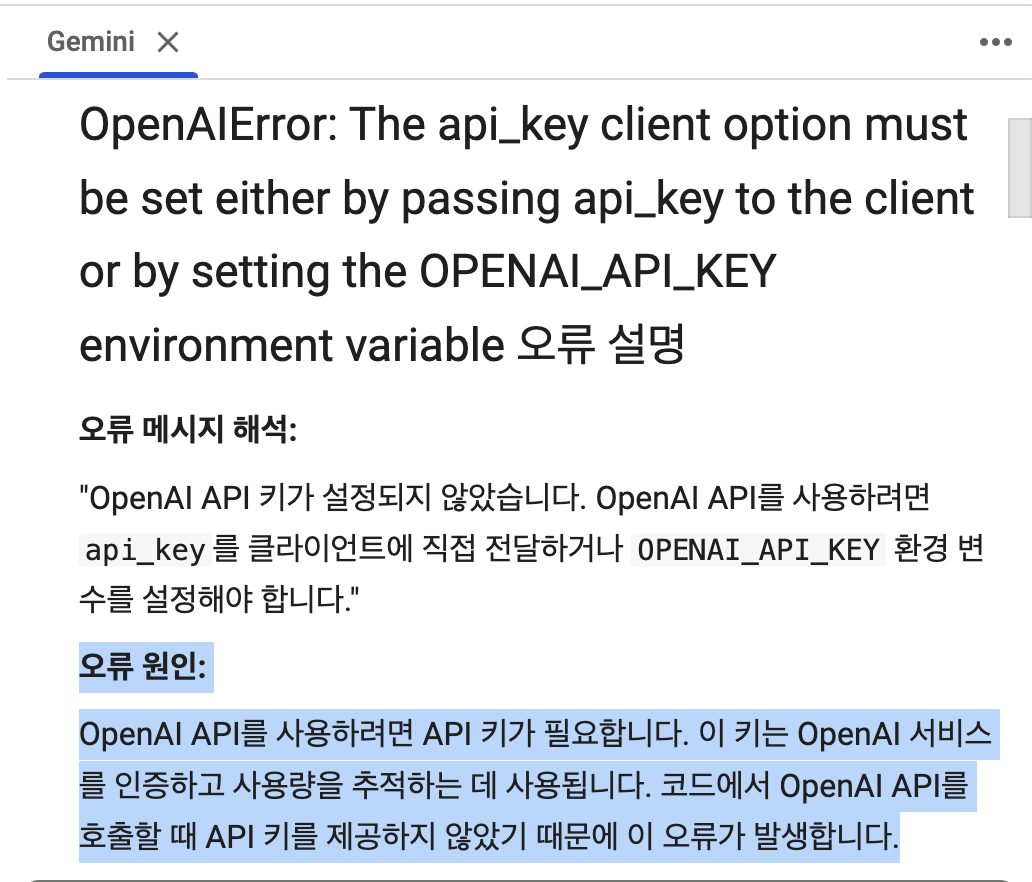 Gemini
OpenAIError: The api_key client option must
be set either by passing api_key to the client
or by setting the OPENAI_API_KEY
environment variable 오류 설명
오류 메시지 해석:
"OpenAI API 키가 설정되지 않았습니다. OpenAI API를 사용하려면
api_key를 클라이언트에 직접 전달하거나 OPENAI_API_KEY 환경 변
수를 설정해야 합니다."
오류 원인:
OpenAI API를 사용하려면 API 키가 필요합니다. 이 키는 OpenAI 서비스
를 인증하고 사용량을 추적하는 데 사용됩니다. 코드에서 OpenAI API를
호출할 때 API 키를 제공하지 않았기 때문에 이 오류가 발생합니다.